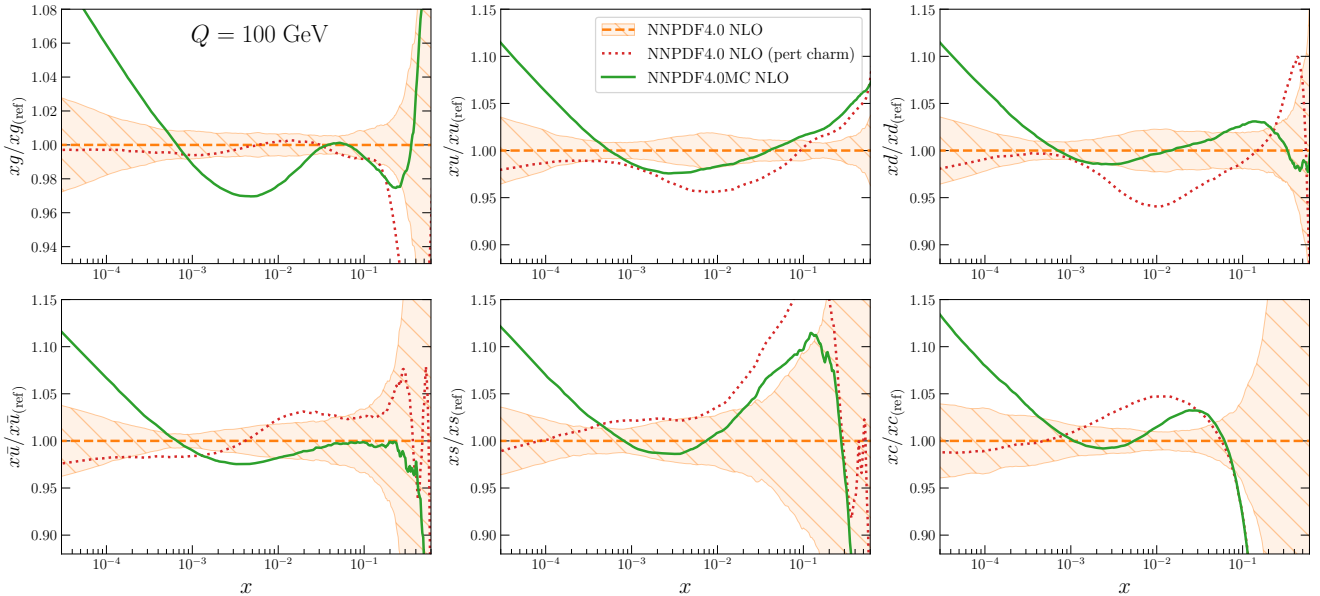 1.08
1.06
1.04
1.02
1.00
0.98
0.96
0.94
xg/xg(ref)
Q = 100 GeV
10⁻⁴ 10⁻³ 10⁻² 10⁻¹
1.15
1.10
1.05
1.00
0.95
0.90
xu/xu(ref)
NNPDF4.0 NLO
NNPDF4.0 NLO (pert charm)
NNPDF4.0MC NLO
10⁻⁴ 10⁻³ 10⁻² 10⁻¹
1.15
1.10
1.05
1.00
0.95
0.90
xd/xd(ref)
10⁻⁴ 10⁻³ 10⁻² 10⁻¹
1.15
1.10
1.05
1.00
0.95
0.90
xū/xū(ref)
10⁻⁴ 10⁻³ 10⁻² 10⁻¹
x
1.15
1.10
1.05
1.00
0.95
0.90
xs/xs(ref)
10⁻⁴ 10⁻³ 10⁻² 10⁻¹
x
1.15
1.10
1.05
1.00
0.95
0.90
xc/xc(ref)
10⁻⁴ 10⁻³ 10⁻² 10⁻¹
x